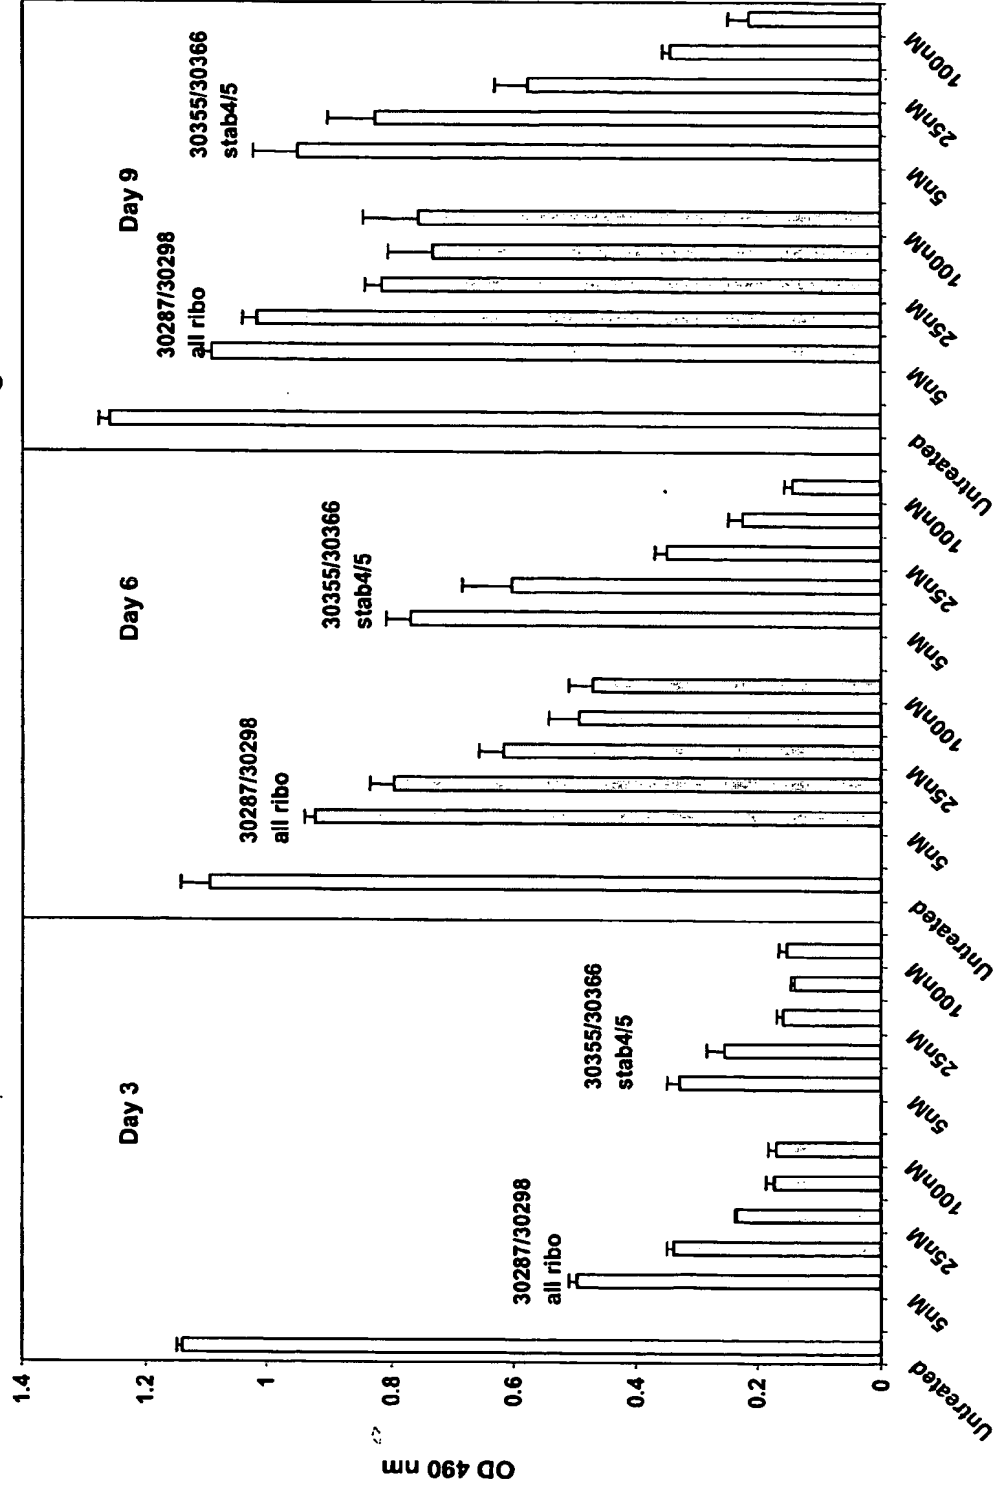 Day 3
Day 6
Day 9
30287/30298
all ribo
30355/30366
stab4/5
30287/30298
all ribo
30355/30366
stab4/5
30287/30298
all ribo
30355/30366
stab4/5
OD 490 nm
1.4
1.2
1
0.8
0.6
0.4
0.2
0
Untreated
5nM
25nM
100nM
5nM
25nM
100nM
Untreated
5nM
25nM
100nM
5nM
25nM
100nM
Untreated
5nM
25nM
100nM
5nM
25nM
100nM